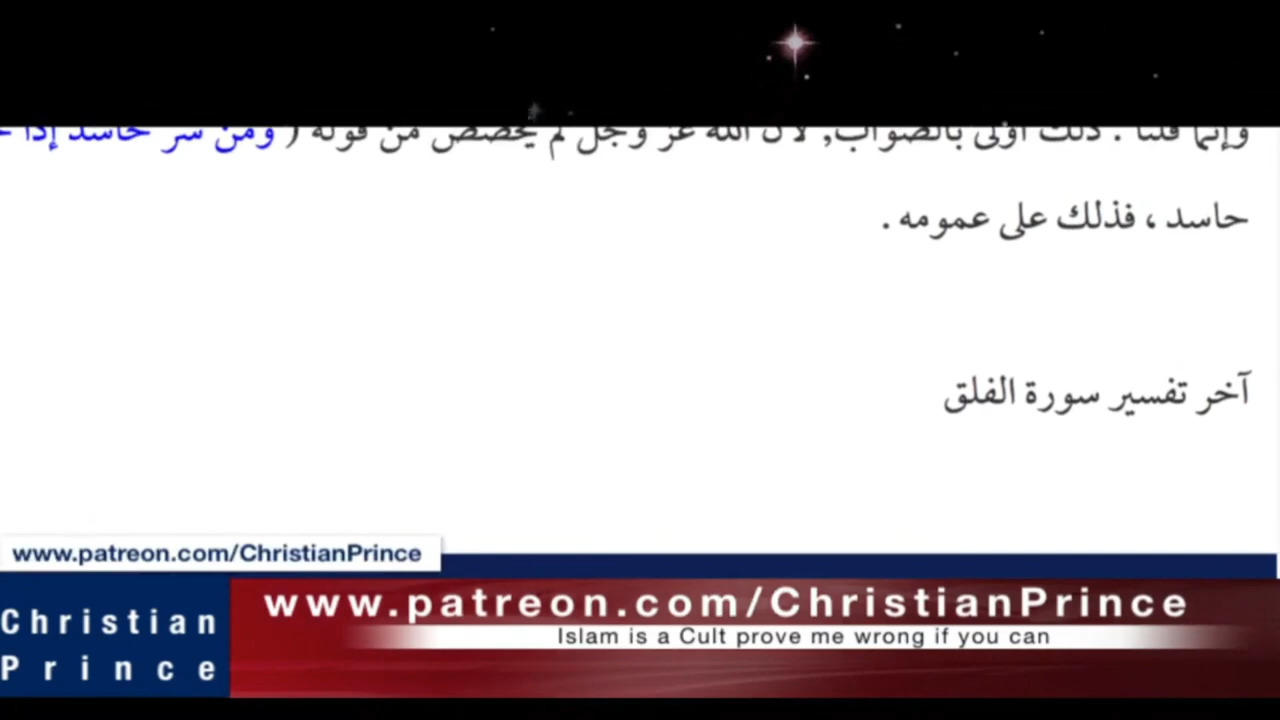 وإنما قلنا : ذلك أولى بالصواب, لأن الله عز وجل لم يخصص من قوله ( ومن شر حاسد إذا
حاسد ، فذلك على عمومه .
آخر تفسير سورة الفلق
www.patreon.com/ChristianPrince
Christian
Prince
www.patreon.com/ChristianPrince
Islam is a Cult prove me wrong if you can